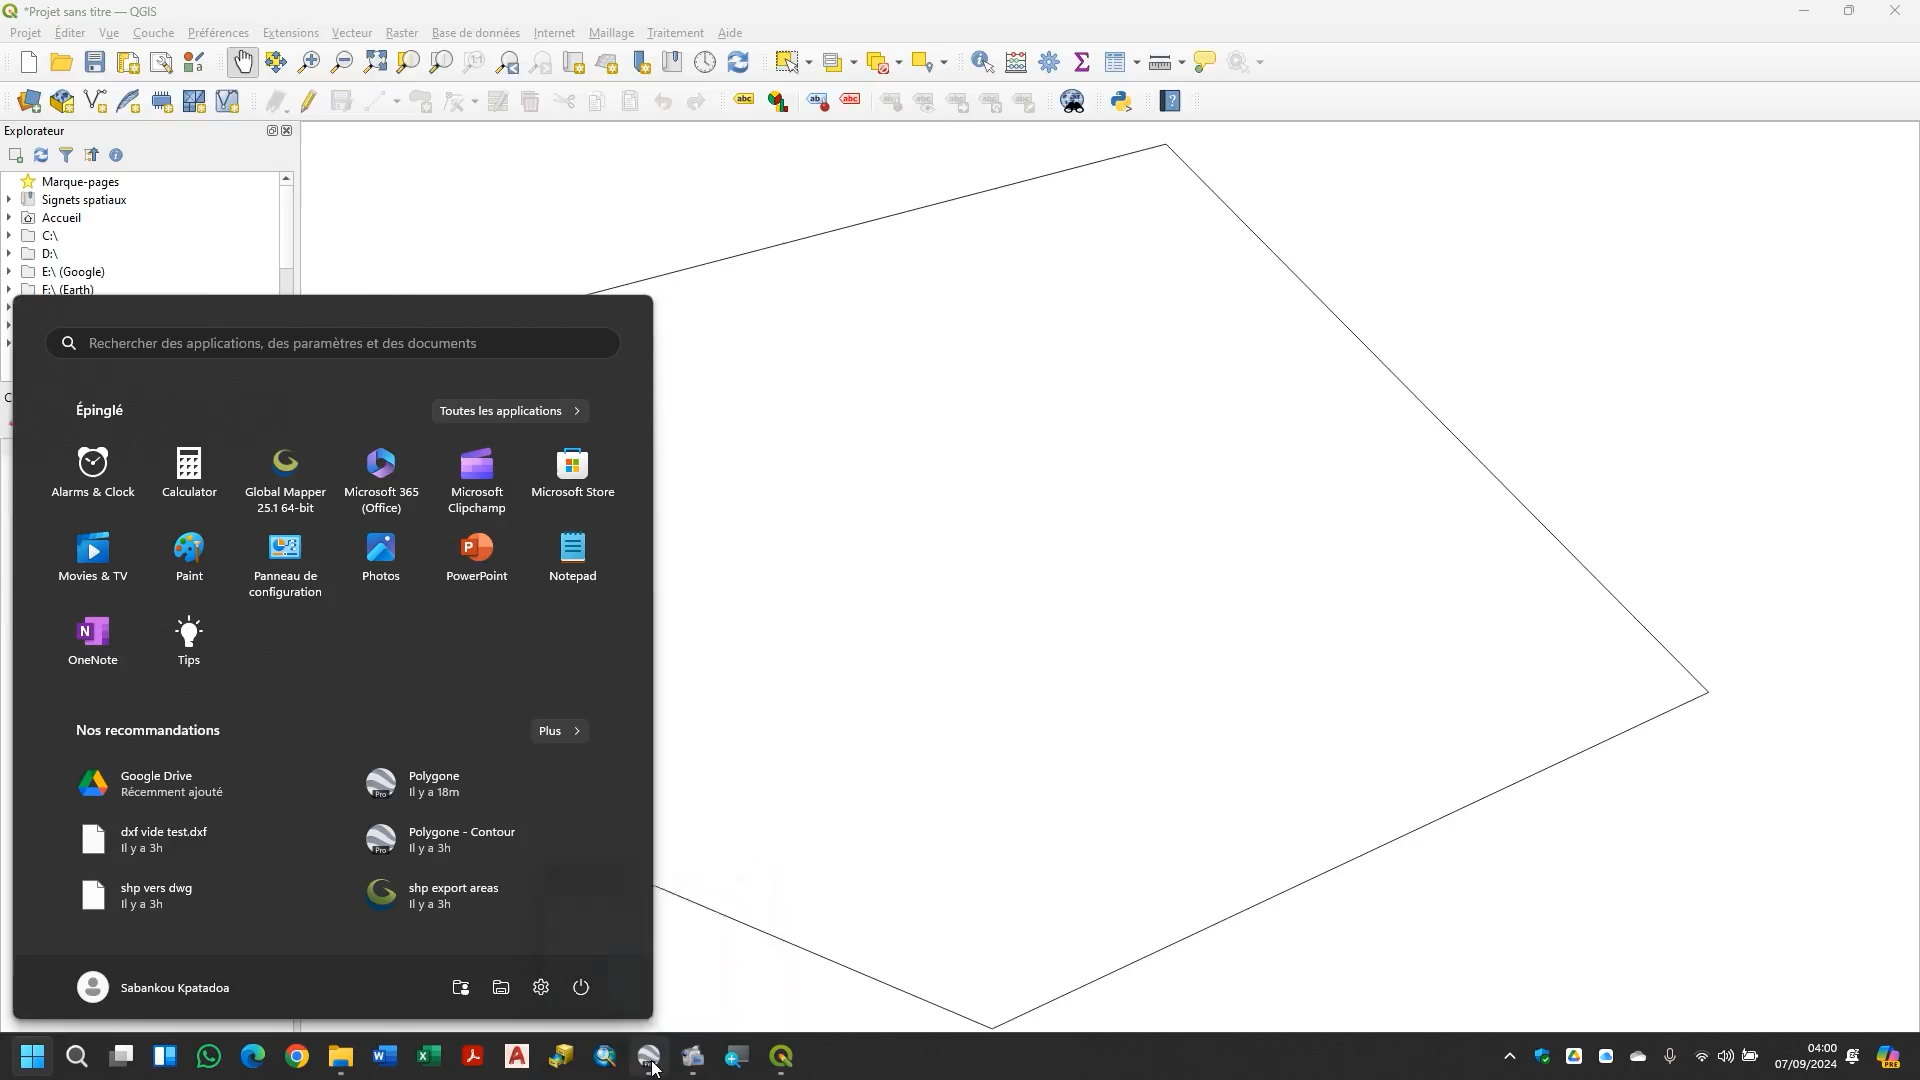 *Projet sans titre — QGIS
Projet Éditer Vue Couche Préférences Extensions Vecteur Raster Base de données Internet Maillage Traitement Aide
Explorateur
Marque-pages
Signets spatiaux
Accueil
C:\
D:\
E:\ (Google)
F:\ (Earth)
Rechercher des applications, des paramètres et des documents
Épinglé
Toutes les applications
Alarms & Clock
Calculator
Global Mapper
25.1 64-bit
Microsoft 365
(Office)
Microsoft
Clipchamp
Microsoft Store
Movies & TV
Paint
Panneau de
configuration
Photos
PowerPoint
Notepad
OneNote
Tips
Nos recommandations
Plus
Google Drive
Récemment ajouté
Polygone
Il y a 18m
dxf vide test.dxf
Il y a 3h
Polygone - Contour
Il y a 3h
shp vers dwg
Il y a 3h
shp export areas
Il y a 3h
Sabankou Kpatadoa
04:00
07/09/2024